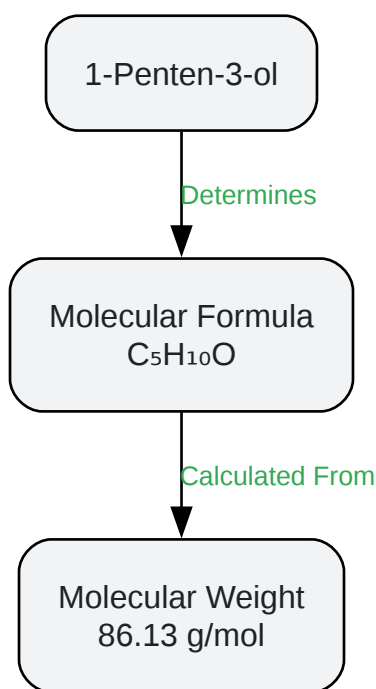 1-Penten-3-ol
Determines
Molecular Formula
C₅H₁₀O
Calculated From
Molecular Weight
86.13 g/mol